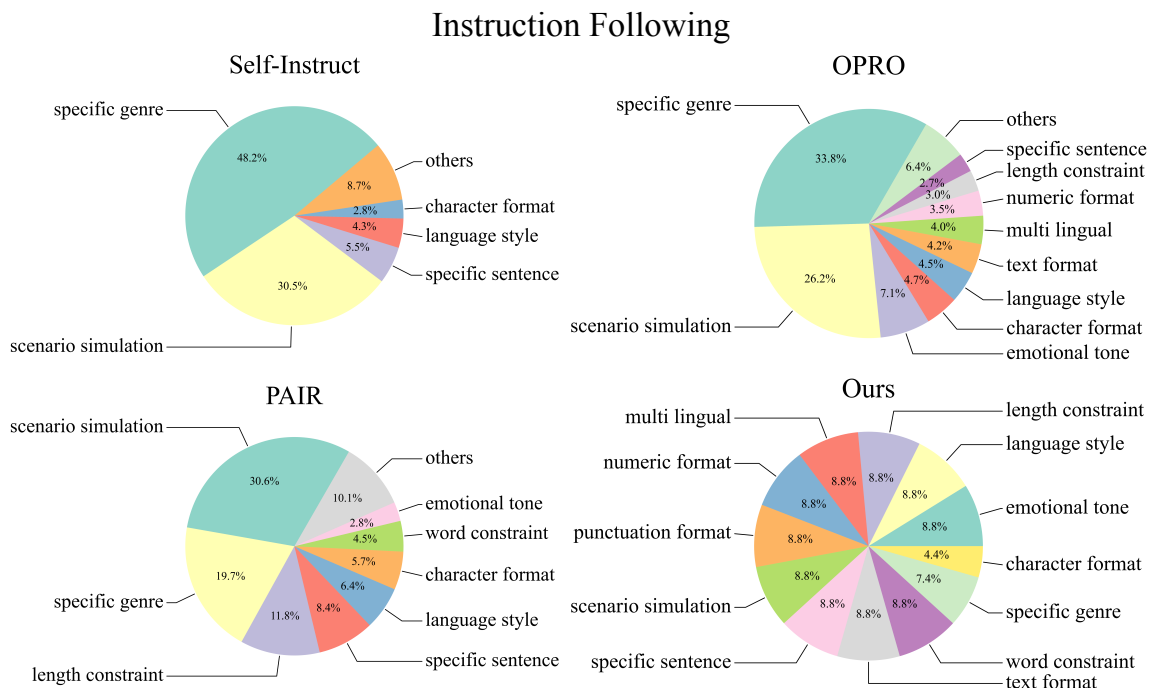 Instruction Following
Self-Instruct
specific genre
48.2%
others
8.7%
character format
2.8%
language style
4.3%
specific sentence
5.5%
30.5%
scenario simulation
OPRO
specific genre
33.8%
others
6.4%
specific sentence
2.7%
length constraint
3.0%
numeric format
3.5%
multi lingual
4.0%
text format
4.2%
language style
4.5%
character format
4.7%
emotional tone
7.1%
26.2%
scenario simulation
PAIR
scenario simulation
30.6%
others
10.1%
emotional tone
2.8%
word constraint
4.5%
character format
5.7%
language style
6.4%
specific sentence
8.4%
length constraint
11.8%
specific genre
19.7%
Ours
length constraint
8.8%
language style
8.8%
emotional tone
8.8%
character format
4.4%
specific genre
7.4%
word constraint
8.8%
text format
8.8%
specific sentence
8.8%
scenario simulation
8.8%
punctuation format
8.8%
numeric format
8.8%
multi lingual
8.8%